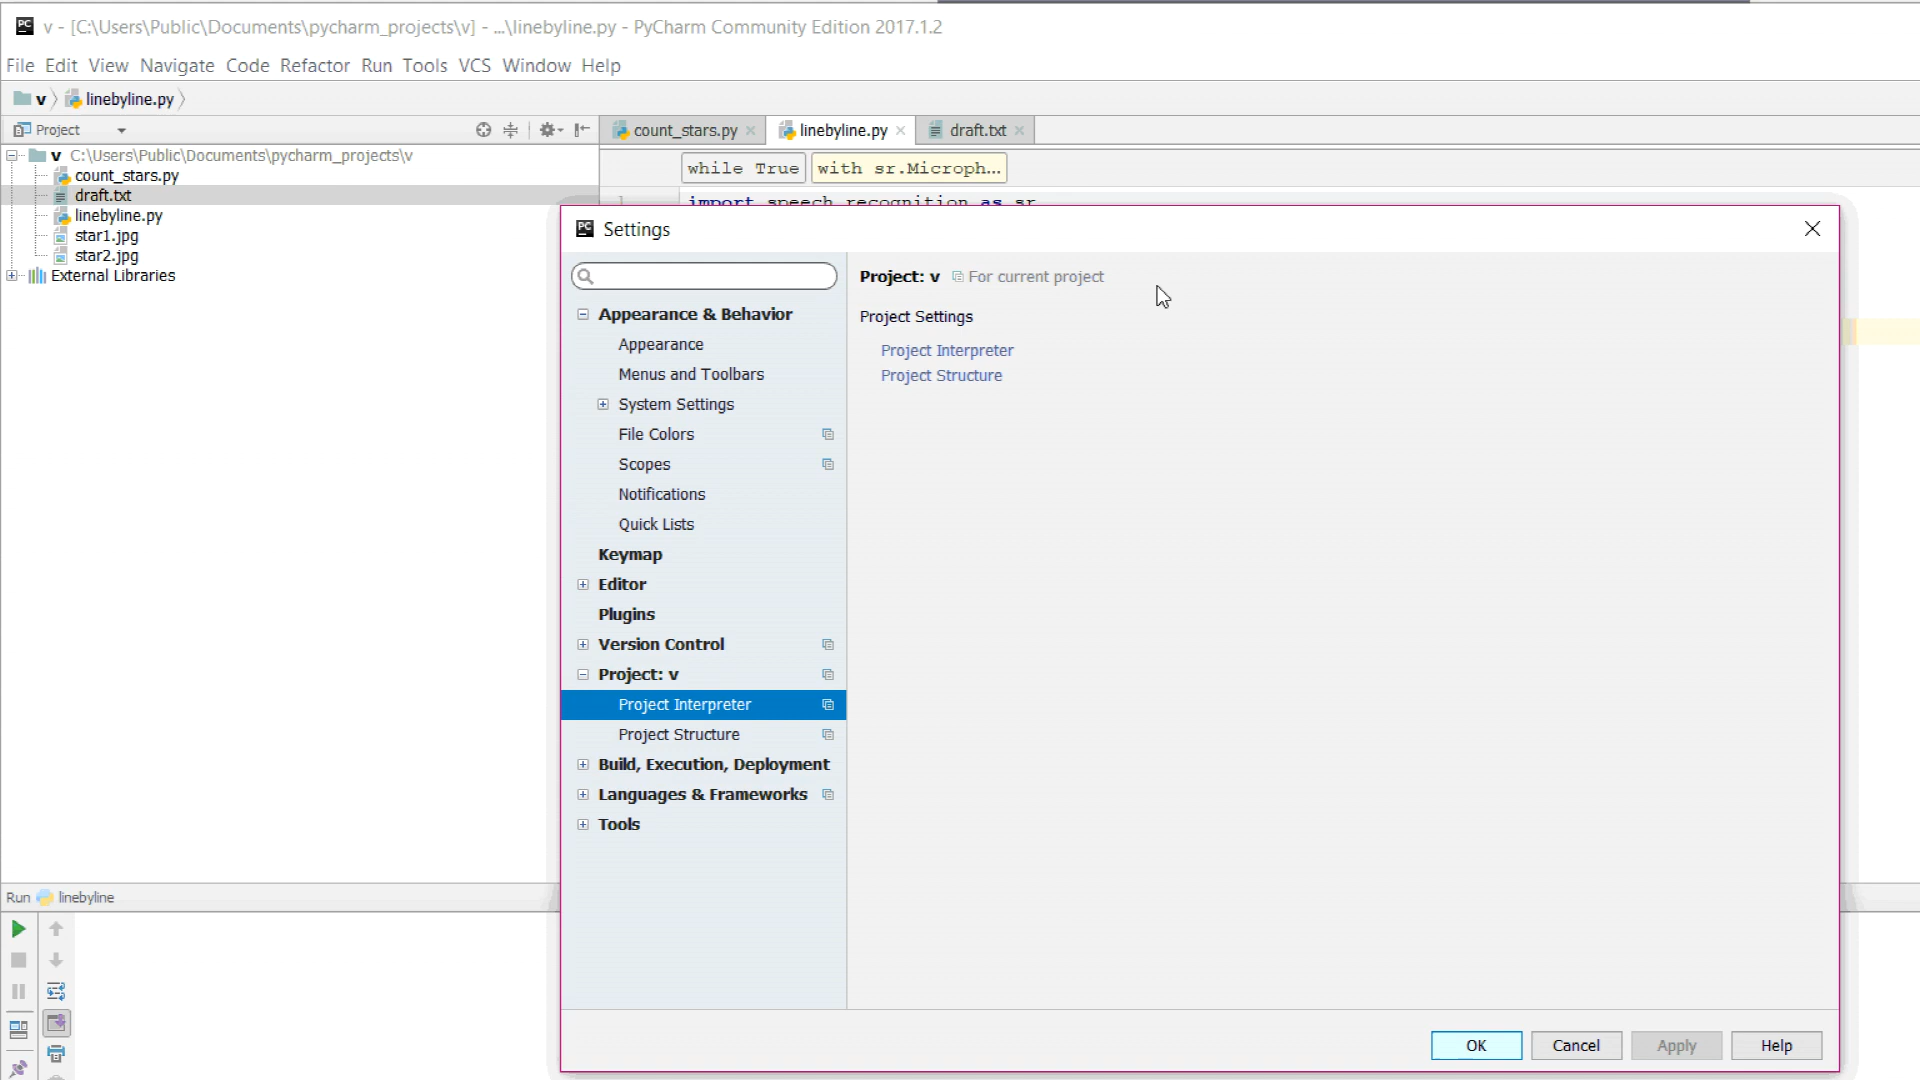 v - [C:\Users\Public\Documents\pycharm_projects\v] - ...\linebyline.py - PyCharm Community Edition 2017.1.2
File Edit View Navigate Code Refactor Run Tools VCS Window Help
v linebyline.py
Project
count_stars.py linebyline.py draft.txt
v C:\Users\Public\Documents\pycharm_projects\v
count_stars.py
draft.txt
linebyline.py
star1.jpg
star2.jpg
External Libraries
while True with sr.Microph...
1 import speech_recognition as sr
Settings
Appearance & Behavior
Appearance
Menus and Toolbars
System Settings
File Colors
Scopes
Notifications
Quick Lists
Keymap
Editor
Plugins
Version Control
Project: v
Project Interpreter
Project Structure
Build, Execution, Deployment
Languages & Frameworks
Tools
Project: v For current project
Project Settings
Project Interpreter
Project Structure
OK Cancel Apply Help
Run linebyline